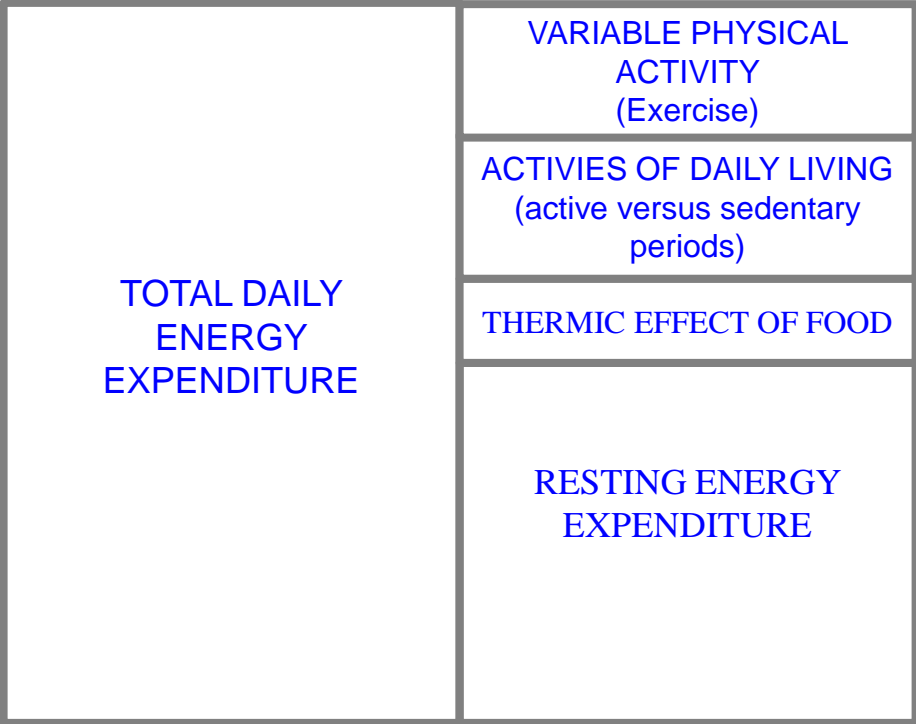 TOTAL DAILY
ENERGY
EXPENDITURE
VARIABLE PHYSICAL
ACTIVITY
(Exercise)
ACTIVIES OF DAILY LIVING
(active versus sedentary
periods)
THERMIC EFFECT OF FOOD
RESTING ENERGY
EXPENDITURE